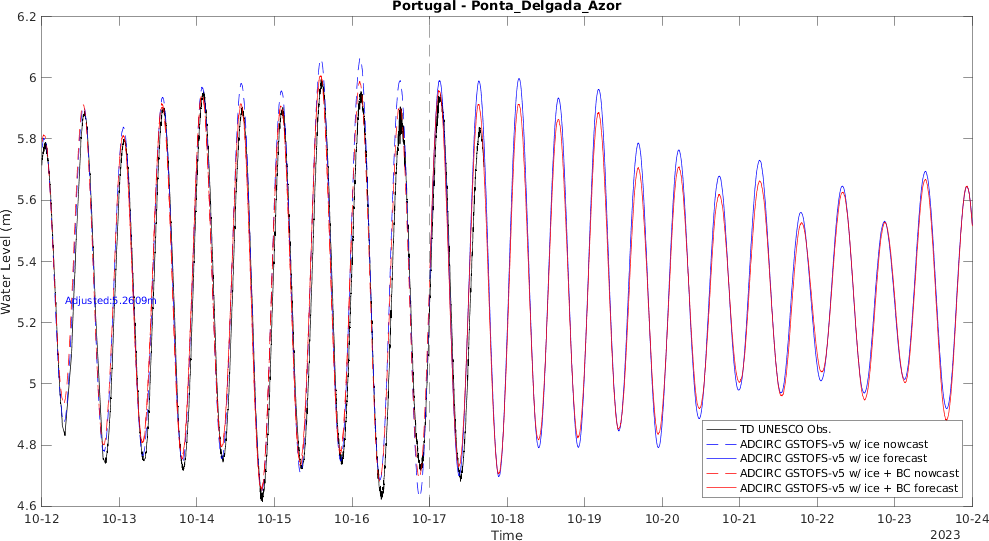 Portugal - Ponta_Delgada_Azor
6.2
6
5.8
5.6
5.4
5.2
5
4.8
4.6
Water Level (m)
Adjusted:5.2609m
TD UNESCO Obs.
ADCIRC GSTOFS-v5 w/ ice nowcast
ADCIRC GSTOFS-v5 w/ ice forecast
ADCIRC GSTOFS-v5 w/ ice + BC nowcast
ADCIRC GSTOFS-v5 w/ ice + BC forecast
10-12 10-13 10-14 10-15 10-16 10-17 10-18 10-19 10-20 10-21 10-22 10-23 10-24
Time
2023